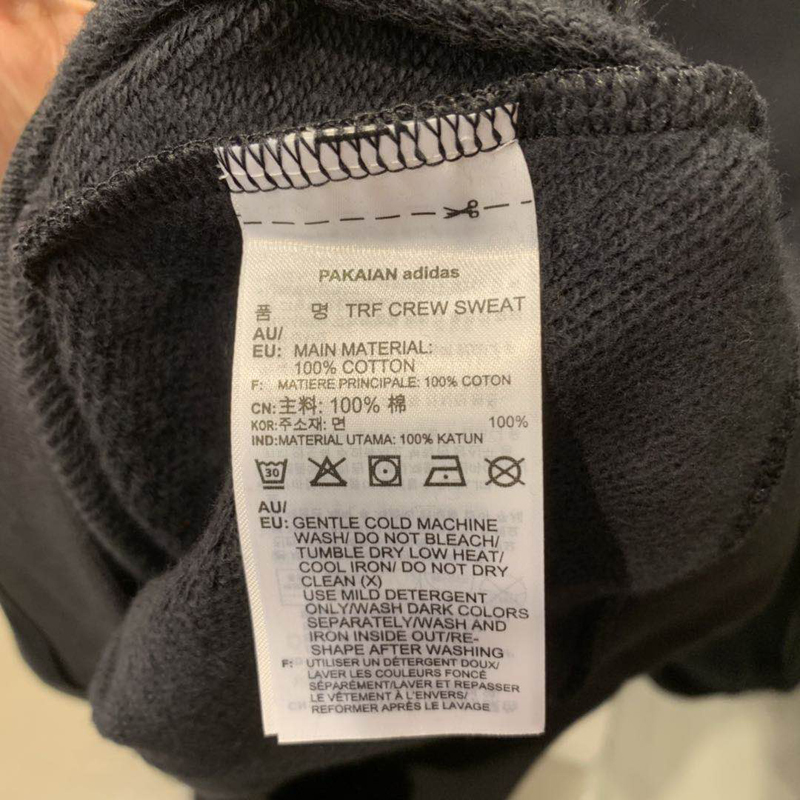 PAKAIAN adidas
품 명 TRF CREW SWEAT
AU/
EU: MAIN MATERIAL:
100% COTTON
F: MATIERE PRINCIPALE: 100% COTON
CN: 主料: 100% 棉
KOR: 주소재: 면 100%
IND: MATERIAL UTAMA: 100% KATUN
30
AU/
EU: GENTLE COLD MACHINE
WASH/ DO NOT BLEACH/
TUMBLE DRY LOW HEAT/
COOL IRON/ DO NOT DRY
CLEAN (X)
USE MILD DETERGENT
ONLY/WASH DARK COLORS
SEPARATELY/WASH AND
IRON INSIDE OUT/RE-
SHAPE AFTER WASHING
F: UTILISER UN DÉTERGENT DOUX/
LAVER LES COULEURS FONCÉ
SÉPARÉMENT/LAVER ET REPASSER
LE VÊTEMENT À L'ENVERS/
REFORMER APRÈS LE LAVAGE